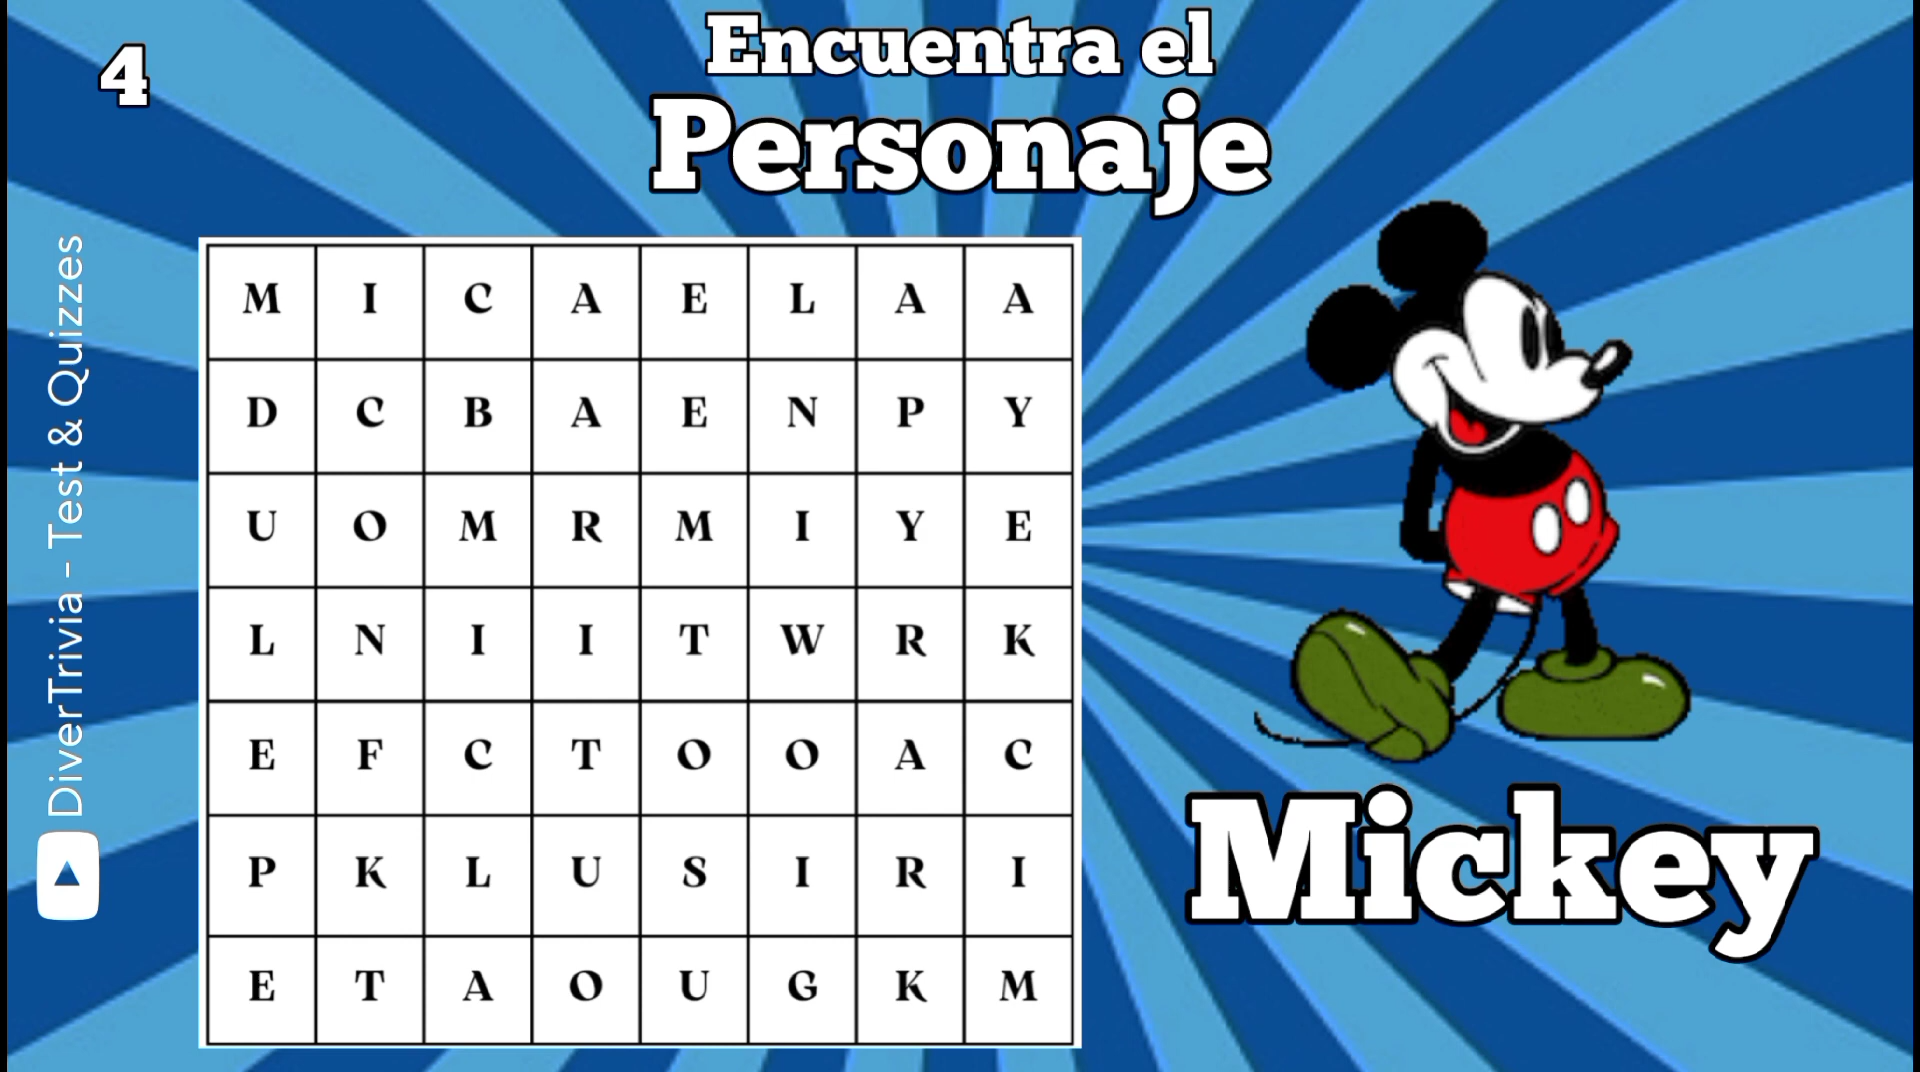 4
Encuentra el
Personaje
DiverTrivia - Test & Quizzes
M I C A E L A A
D C B A E N P Y
U O M R M I Y E
L N I I T W R K
E F C T O O A C
P K L U S I R I
E T A O U G K M
Mickey